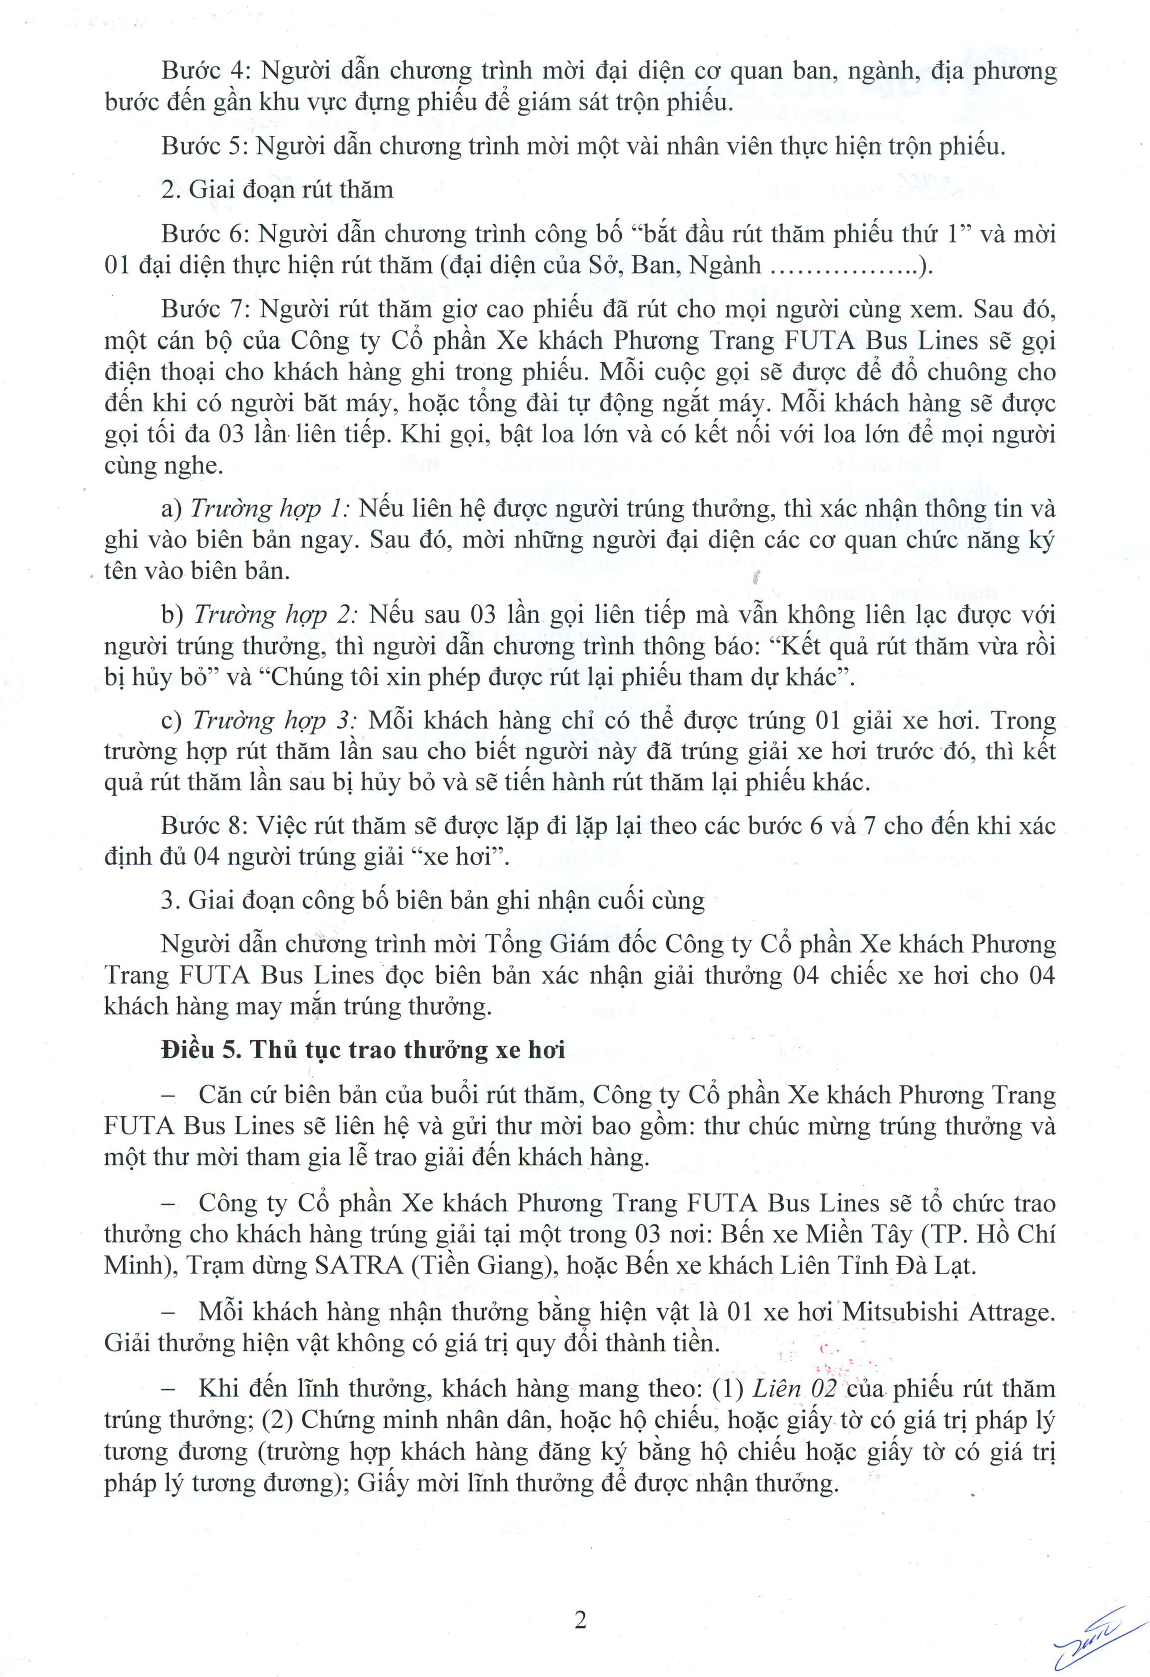 Bước 4: Người dẫn chương trình mời đại diện cơ quan ban, ngành, địa phương
bước đến gần khu vực đựng phiếu để giám sát trộn phiếu.
Bước 5: Người dẫn chương trình mời một vài nhân viên thực hiện trộn phiếu.
2. Giai đoạn rút thăm
Bước 6: Người dẫn chương trình công bố “bắt đầu rút thăm phiếu thứ 1” và mời
01 đại diện thực hiện rút thăm (đại diện của Sở, Ban, Ngành ……………..).
Bước 7: Người rút thăm giơ cao phiếu đã rút cho mọi người cùng xem. Sau đó,
một cán bộ của Công ty Cổ phần Xe khách Phương Trang FUTA Bus Lines sẽ gọi
điện thoại cho khách hàng ghi trong phiếu. Mỗi cuộc gọi sẽ được để đổ chuông cho
đến khi có người băt máy, hoặc tổng đài tự động ngắt máy. Mỗi khách hàng sẽ được
gọi tối đa 03 lần liên tiếp. Khi gọi, bật loa lớn và có kết nối với loa lớn để mọi người
cùng nghe.
a) Trường hợp 1: Nếu liên hệ được người trúng thưởng, thì xác nhận thông tin và
ghi vào biên bản ngay. Sau đó, mời những người đại diện các cơ quan chức năng ký
tên vào biên bản.
b) Trường hợp 2: Nếu sau 03 lần gọi liên tiếp mà vẫn không liên lạc được với
người trúng thưởng, thì người dẫn chương trinh thông báo: “Kết quả rút thăm vừa rồi
bị hủy bỏ” và “Chúng tôi xin phép được rút lại phiếu tham dự khác”.
c) Trường hợp 3: Mỗi khách hàng chỉ có thể được trúng 01 giải xe hơi. Trong
trường hợp rút thăm lần sau cho biết người này đã trúng giải xe hơi trước đó, thì kết
quả rút thăm lần sau bị hủy bỏ và sẽ tiến hành rút thăm lại phiếu khác.
Bước 8: Việc rút thăm sẽ được lặp đi lặp lại theo các bước 6 và 7 cho đến khi xác
định đủ 04 người trúng giải “xe hơi”.
3. Giai đoạn công bố biên bản ghi nhận cuối cùng
Người dẫn chương trình mời Tổng Giám đốc Công ty Cổ phần Xe khách Phương
Trang FUTA Bus Lines đọc biên bản xác nhận giải thưởng 04 chiếc xe hơi cho 04
khách hàng may mắn trúng thưởng.
Điều 5. Thủ tục trao thưởng xe hơi
– Căn cứ biên bản của buổi rút thăm, Công ty Cổ phần Xe khách Phương Trang
FUTA Bus Lines sẽ liên hệ và gửi thư mời bao gồm: thư chúc mừng trúng thưởng và
một thư mời tham gia lễ trao giải đến khách hàng.
– Công ty Cổ phần Xe khách Phương Trang FUTA Bus Lines sẽ tổ chức trao
thưởng cho khách hàng trúng giải tại một trong 03 nơi: Bến xe Miền Tây (TP. Hồ Chí
Minh), Trạm dừng SATRA (Tiền Giang), hoặc Bến xe khách Liên Tỉnh Đà Lạt.
– Mỗi khách hàng nhận thưởng bằng hiện vật là 01 xe hơi Mitsubishi Attrage.
Giải thưởng hiện vật không có giá trị quy đổi thành tiền.
– Khi đến lĩnh thưởng, khách hàng mang theo: (1) Liên 02 của phiếu rút thăm
trúng thưởng; (2) Chứng minh nhân dân, hoặc hộ chiếu, hoặc giấy tờ có giá trị pháp lý
tương đương (trường hợp khách hàng đăng ký bằng hộ chiếu hoặc giấy tờ có giá trị
pháp lý tương đương); Giấy mời lĩnh thưởng để được nhận thưởng.
2